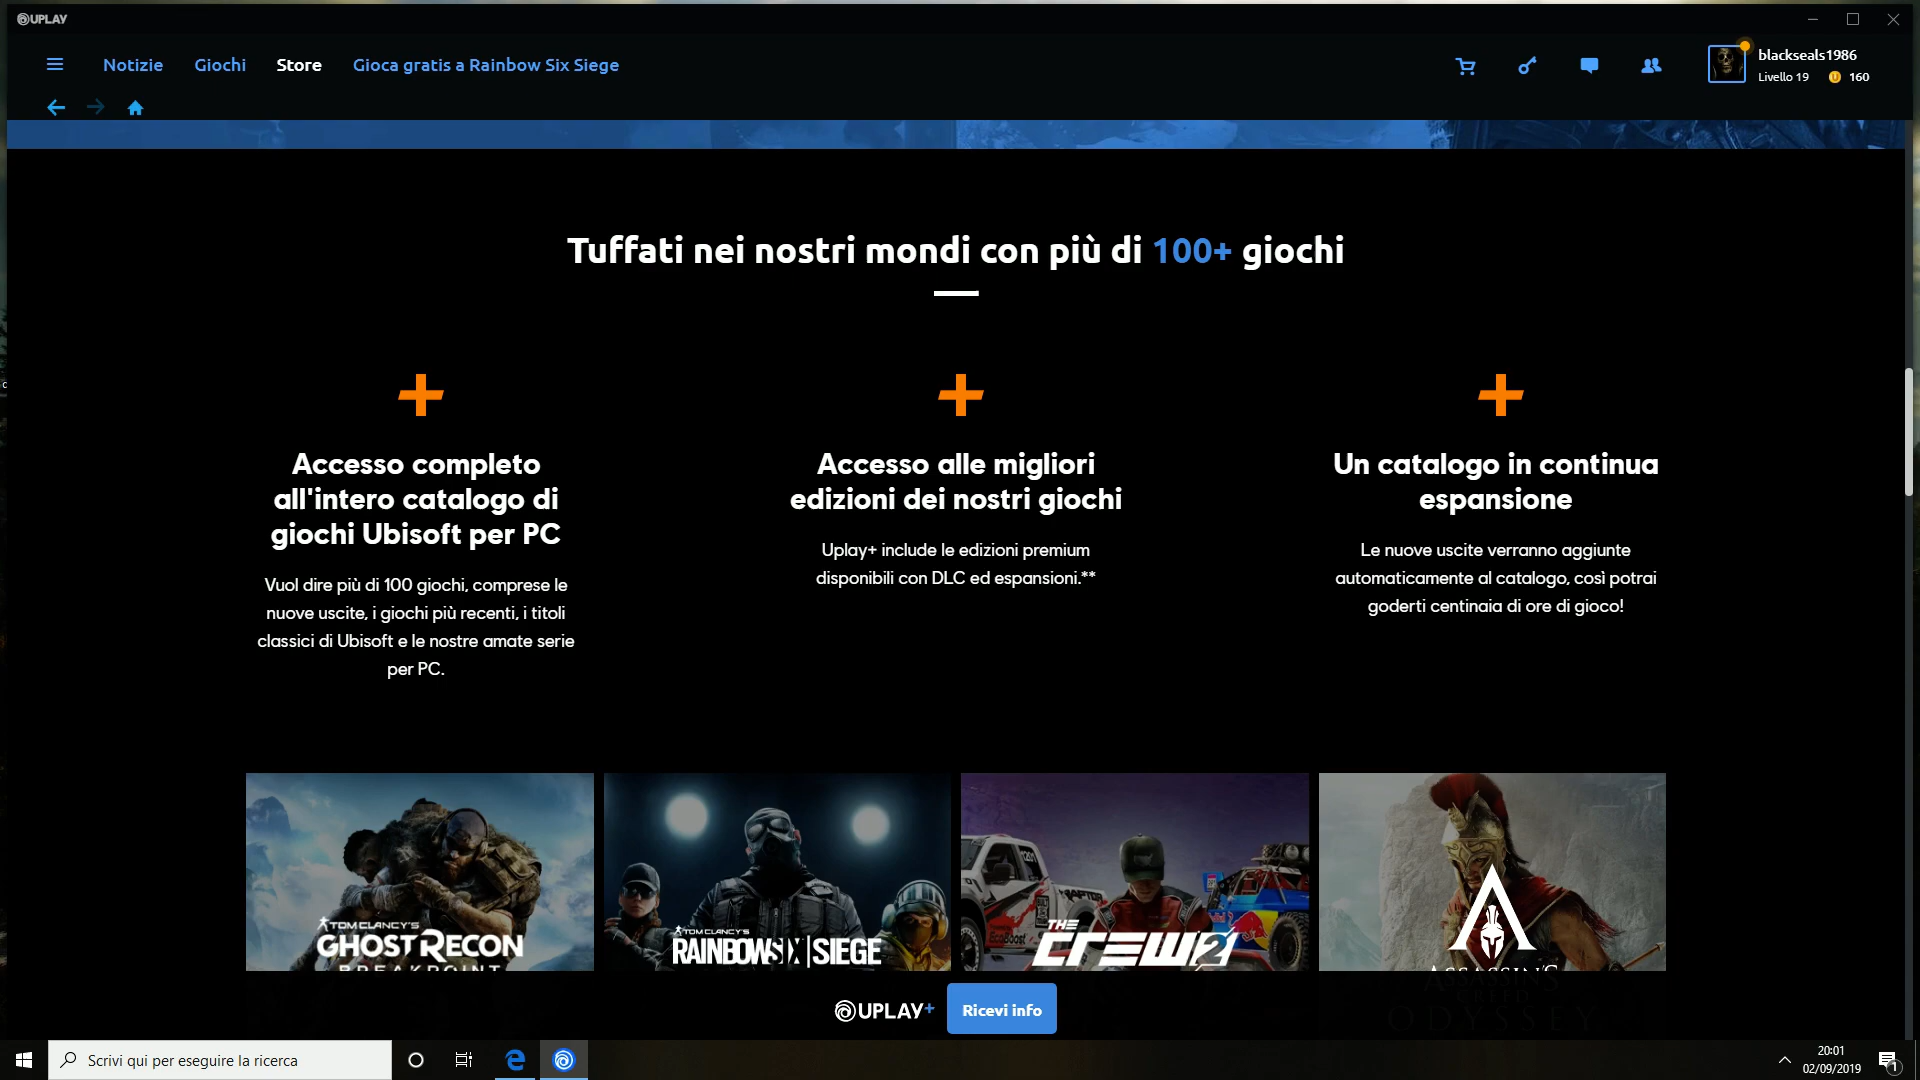 UPLAY
Notizie Giochi Store Gioca gratis a Rainbow Six Siege
blackseals1986
Livello 19 160
Tuffati nei nostri mondi con più di 100+ giochi
Accesso completo
all'intero catalogo di
giochi Ubisoft per PC
Vuol dire più di 100 giochi, comprese le
nuove uscite, i giochi più recenti, i titoli
classici di Ubisoft e le nostre amate serie
per PC.
Accesso alle migliori
edizioni dei nostri giochi
Uplay+ include le edizioni premium
disponibili con DLC ed espansioni.**
Un catalogo in continua
espansione
Le nuove uscite verranno aggiunte
automaticamente al catalogo, così potrai
goderti centinaia di ore di gioco!
TOM CLANCY'S
GHOST RECON
BREAKPOINT
TOM CLANCY'S
RAINBOW SIX | SIEGE
THE
CREW 2
ASSASSIN'S
CREED
ODYSSEY
UPLAY+ Ricevi info
Scrivi qui per eseguire la ricerca
20:01
02/09/2019
1